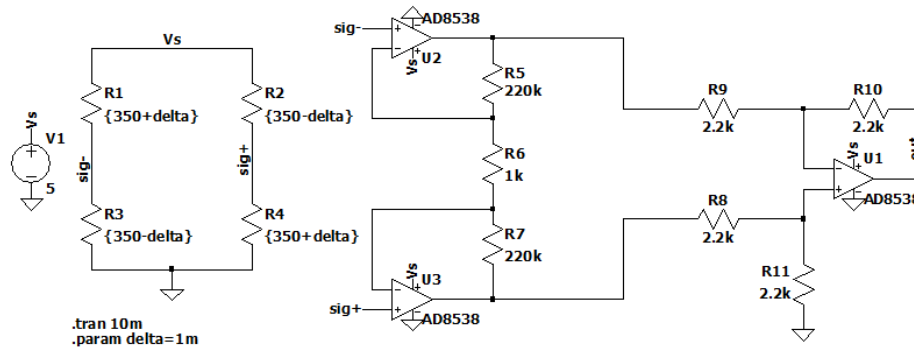 Vs
R1
{350+delta}
R2
{350-delta}
Vs
V1
5
sig-
sig+
R3
{350-delta}
R4
{350+delta}
.tran 10m
.param delta=1m
sig-
AD8538
Vs
U2
R5
220k
R6
1k
R7
220k
Vs
U3
sig+
AD8538
R9
2.2k
R10
2.2k
Vs
U1
out
AD8538
R8
2.2k
R11
2.2k